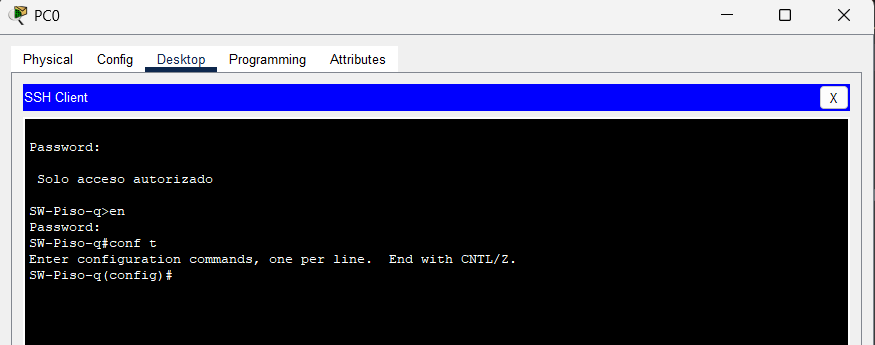 PC0
Physical Config Desktop Programming Attributes
SSH Client X
Password:
Solo acceso autorizado
SW-Piso-q>en
Password:
SW-Piso-q#conf t
Enter configuration commands, one per line.  End with CNTL/Z.
SW-Piso-q(config)#